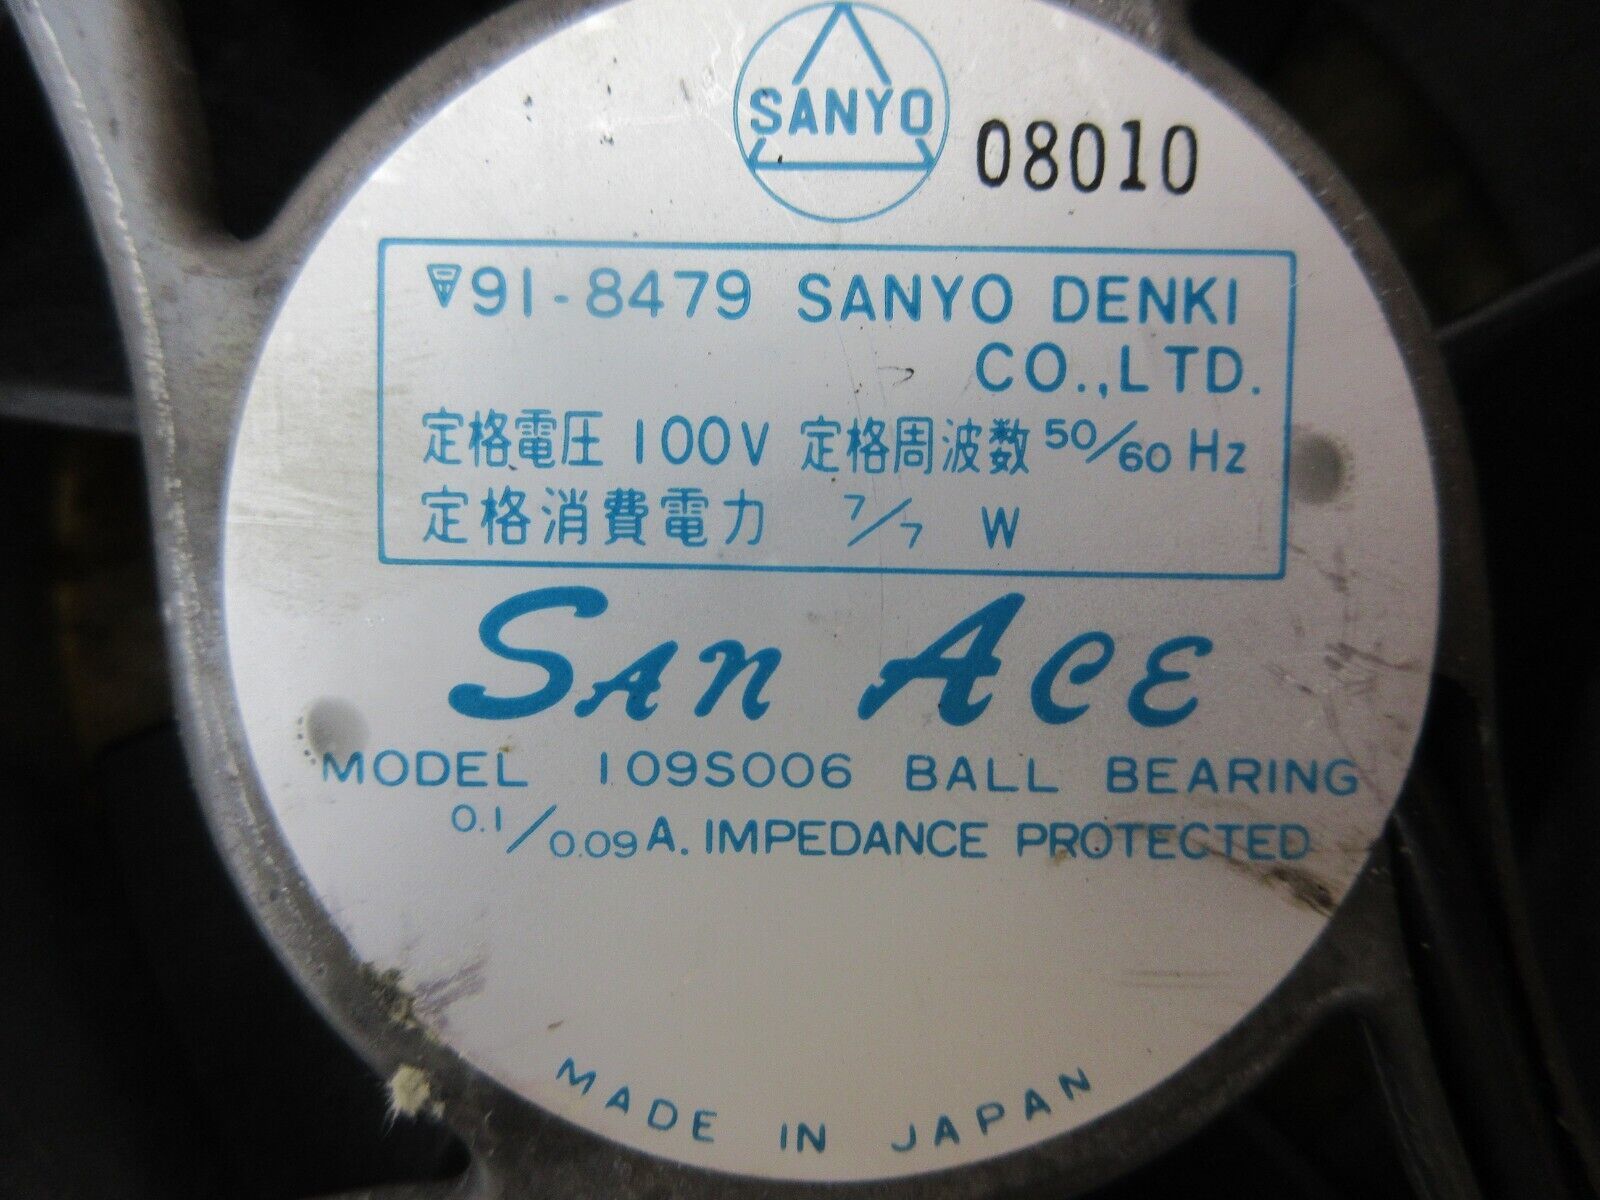 SANYO 08010
91-8479 SANYO DENKI
CO.,LTD.
定格電圧 100V 定格周波数 50/60 Hz
定格消費電力 7/7 W
SAN ACE
MODEL 109S006 BALL BEARING
0.1/0.09A. IMPEDANCE PROTECTED
MADE IN JAPAN